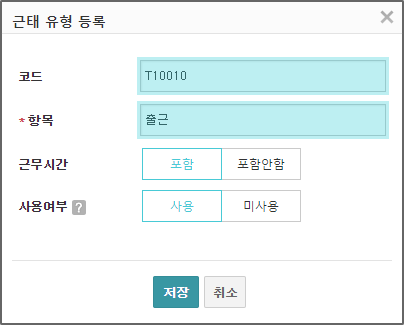 근태 유형 등록
코드 T10010
* 항목 출근
근무시간 포함 포함안함
사용여부 ? 사용 미사용
저장 취소